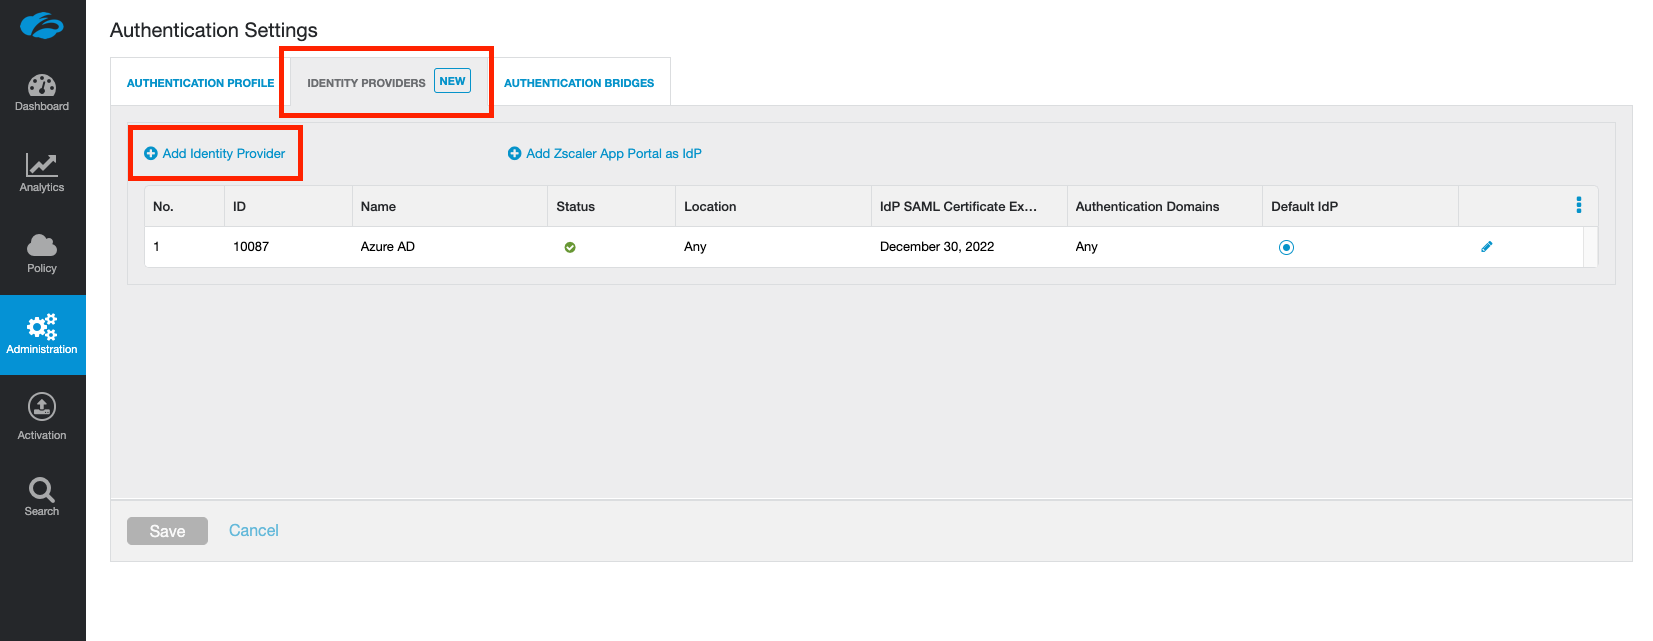 Authentication Settings
AUTHENTICATION PROFILE
IDENTITY PROVIDERS NEW
AUTHENTICATION BRIDGES
Dashboard
Analytics
Policy
Administration
Activation
Search
Add Identity Provider
Add Zscaler App Portal as IdP
No. ID Name Status Location IdP SAML Certificate Ex... Authentication Domains Default IdP
1 10087 Azure AD Any December 30, 2022 Any
Save Cancel